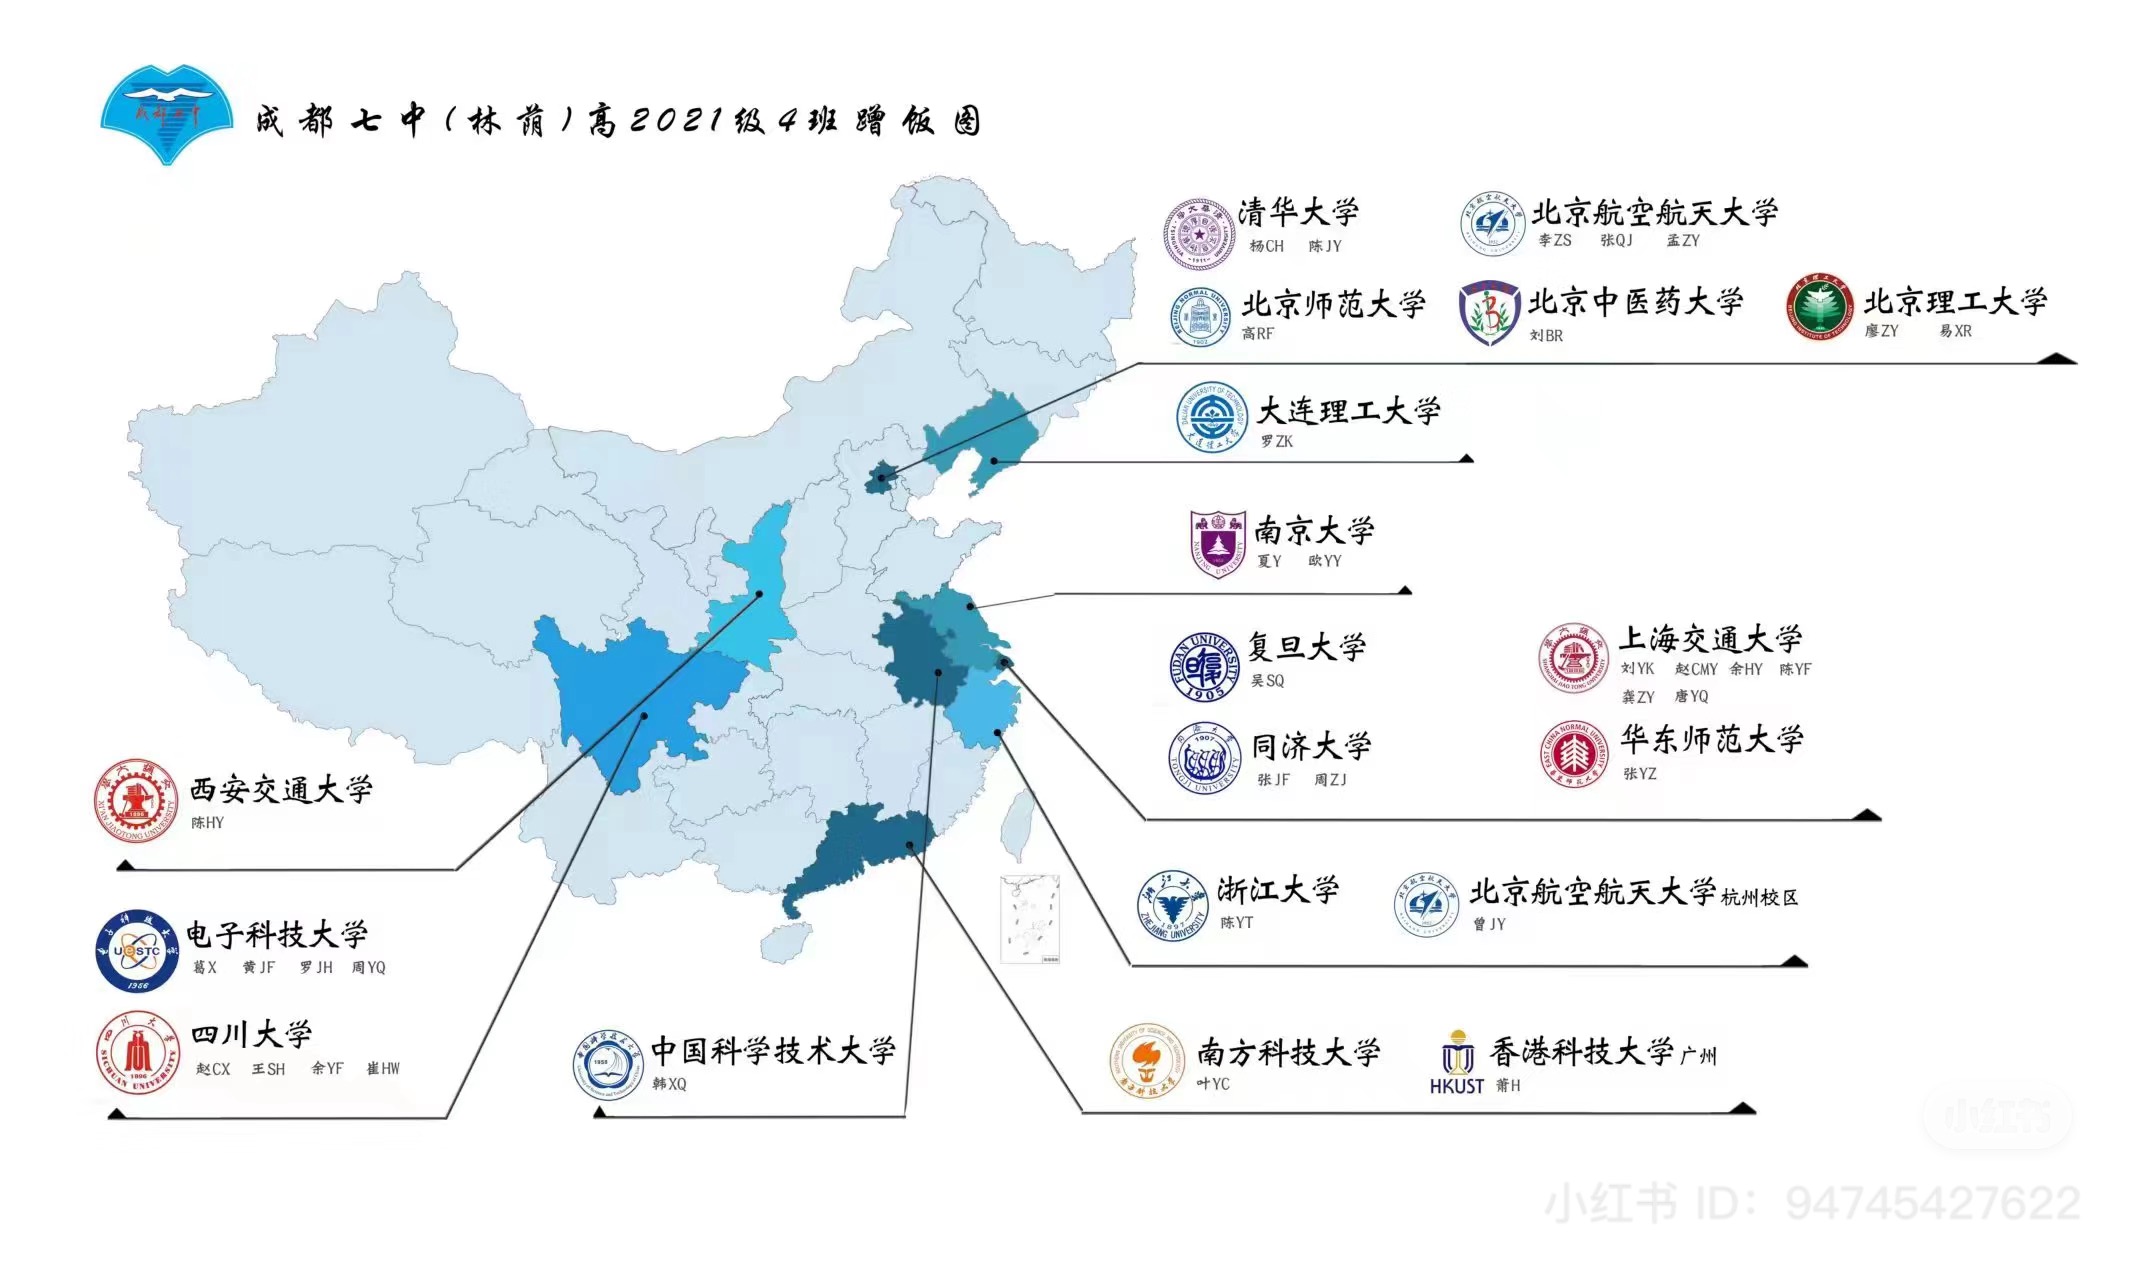 成都七中(林荫)高2021级4班蹭饭图
清华大学
杨CH 陈JY
北京航空航天大学
李ZS 张QJ 孟ZY
北京师范大学
高RF
北京中医药大学
刘BR
北京理工大学
廖ZY 易XR
大连理工大学
罗ZK
南京大学
夏Y 欧YY
复旦大学
吴SQ
上海交通大学
刘YK 赵CMY 余HY 陈YF
龚ZY 唐YQ
同济大学
张JF 周ZJ
华东师范大学
张YZ
西安交通大学
陈HY
浙江大学
陈YT
北京航空航天大学杭州校区
曾JY
电子科技大学
葛X 黄JF 罗JH 周YQ
四川大学
赵CX 王SH 余YF 崔HW
中国科学技术大学
韩XQ
南方科技大学
叶YC
香港科技大学广州
莆H
HKUST
小红书
小红书 ID: 94745427622